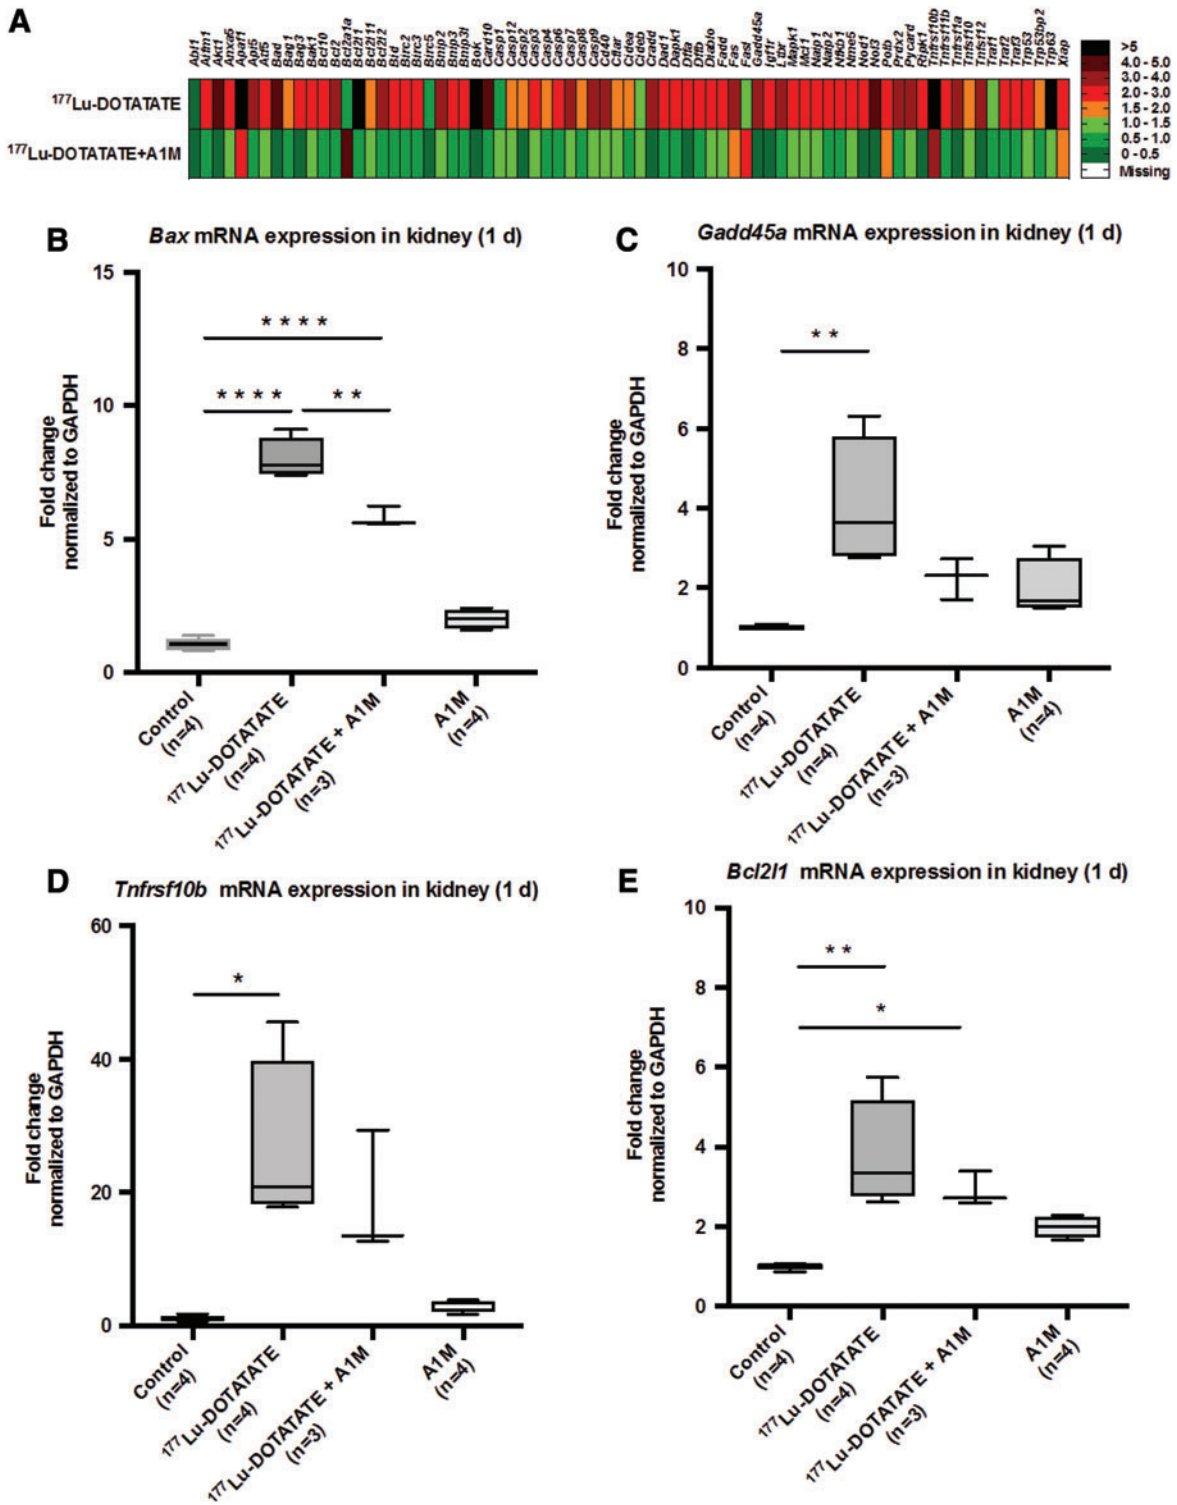 A
Abl1 Aifm1 Akt1 Anxa5 Apaf1 Api5 Atf5 Bad Bag1 Bag3 Bak1 Bcl10 Bcl2 Bcl2a1a Bcl2l1 Bcl2l11 Bcl2l2 Bid Birc2 Birc3 Birc5 Bnip2 Bnip3 Bnip3l Bok Card10 Casp1 Casp12 Casp2 Casp3 Casp4 Casp6 Casp7 Casp8 Casp9 Cd40 Cflar Cidea Cideb Cradd Dad1 Dapk1 Dffa Dffb Diablo Fadd Fas Fasl Gadd45a Igf1r Ltbr Mapk1 Mcl1 Naip1 Naip2 Nfkb1 Nme5 Nod1 Nol3 Polb Prdx2 Pycard Ripk1 Tnfrsf10b Tnfrsf11b Tnfrsf1a Tnfsf10 Tnfsf12 Traf1 Traf2 Traf3 Trp53 Trp53bp2 Trp63 Xiap
177Lu-DOTATATE
177Lu-DOTATATE+A1M
>5
4.0 - 5.0
3.0 - 4.0
2.0 - 3.0
1.5 - 2.0
1.0 - 1.5
0.5 - 1.0
0 - 0.5
Missing
B
Bax mRNA expression in kidney (1 d)
Fold change
normalized to GAPDH
15
10
5
0
****
**** **
Control
(n=4)
177Lu-DOTATATE
(n=4)
177Lu-DOTATATE + A1M
(n=3)
A1M
(n=4)
C
Gadd45a mRNA expression in kidney (1 d)
Fold change
normalized to GAPDH
10
8
6
4
2
0
**
Control
(n=4)
177Lu-DOTATATE
(n=4)
177Lu-DOTATATE + A1M
(n=3)
A1M
(n=4)
D
Tnfrsf10b mRNA expression in kidney (1 d)
Fold change
normalized to GAPDH
60
40
20
0
*
Control
(n=4)
177Lu-DOTATATE
(n=4)
177Lu-DOTATATE + A1M
(n=3)
A1M
(n=4)
E
Bcl2l1 mRNA expression in kidney (1 d)
Fold change
normalized to GAPDH
10
8
6
4
2
0
**
*
Control
(n=4)
177Lu-DOTATATE
(n=4)
177Lu-DOTATATE + A1M
(n=3)
A1M
(n=4)